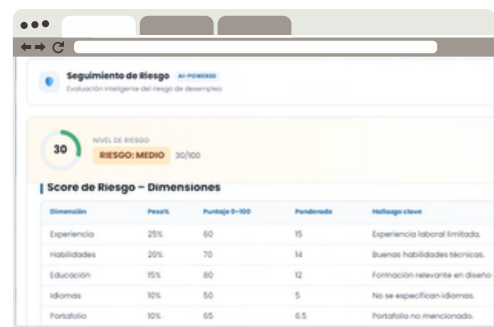 Seguimiento de Riesgo AI-POWERED
Evaluación inteligente del riesgo de desempleo
30
NIVEL DE RIESGO
RIESGO: MEDIO 30/100
Score de Riesgo – Dimensiones
Dimensión Peso% Puntaje 0-100 Ponderado Hallazgo clave
Experiencia 25% 60 15 Experiencia laboral limitada.
Habilidades 20% 70 14 Buenas habilidades técnicas.
Educación 15% 80 12 Formación relevante en diseño
Idiomas 10% 50 5 No se especifican idiomas.
Portafolio 10% 65 6.5 Portafolio no mencionado.